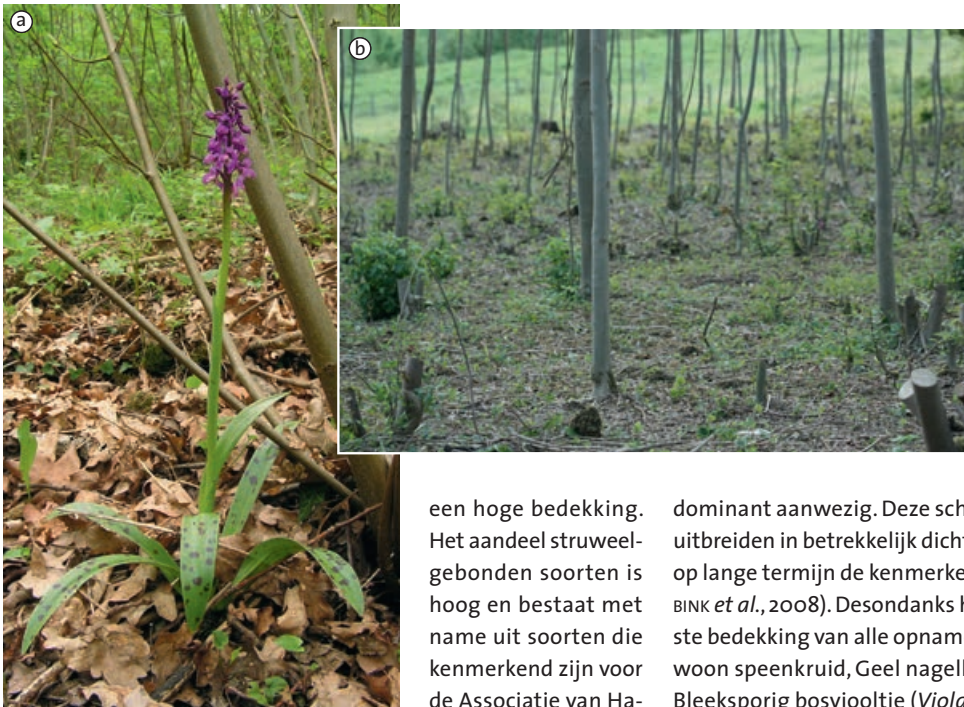 a
b
een hoge bedekking.
Het aandeel struweel-
gebonden soorten is
hoog en bestaat met
name uit soorten die
kenmerkend zijn voor
de Associatie van Ha-
dominant aanwezig. Deze sch
uitbreiden in betrekkelijk dicht
op lange termijn de kenmerke
BINK et al., 2008). Desondanks h
ste bedekking van alle opnam
woon speenkruid, Geel nagell
Bleeksporig bosviooltje (Viola